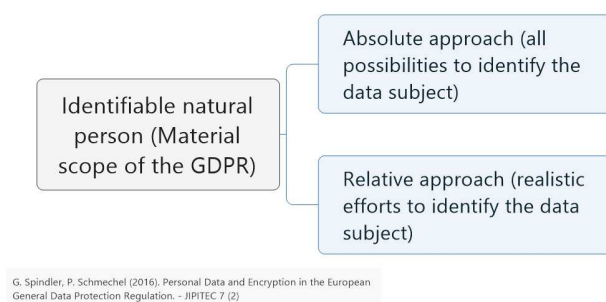 Absolute approach (all
possibilities to identify the
data subject)
Identifiable natural
person (Material
scope of the GDPR)
Relative approach (realistic
efforts to identify the data
subject)
G. Spindler, P. Schmechel (2016). Personal Data and Encryption in the European
General Data Protection Regulation. - JIPITEC 7 (2)